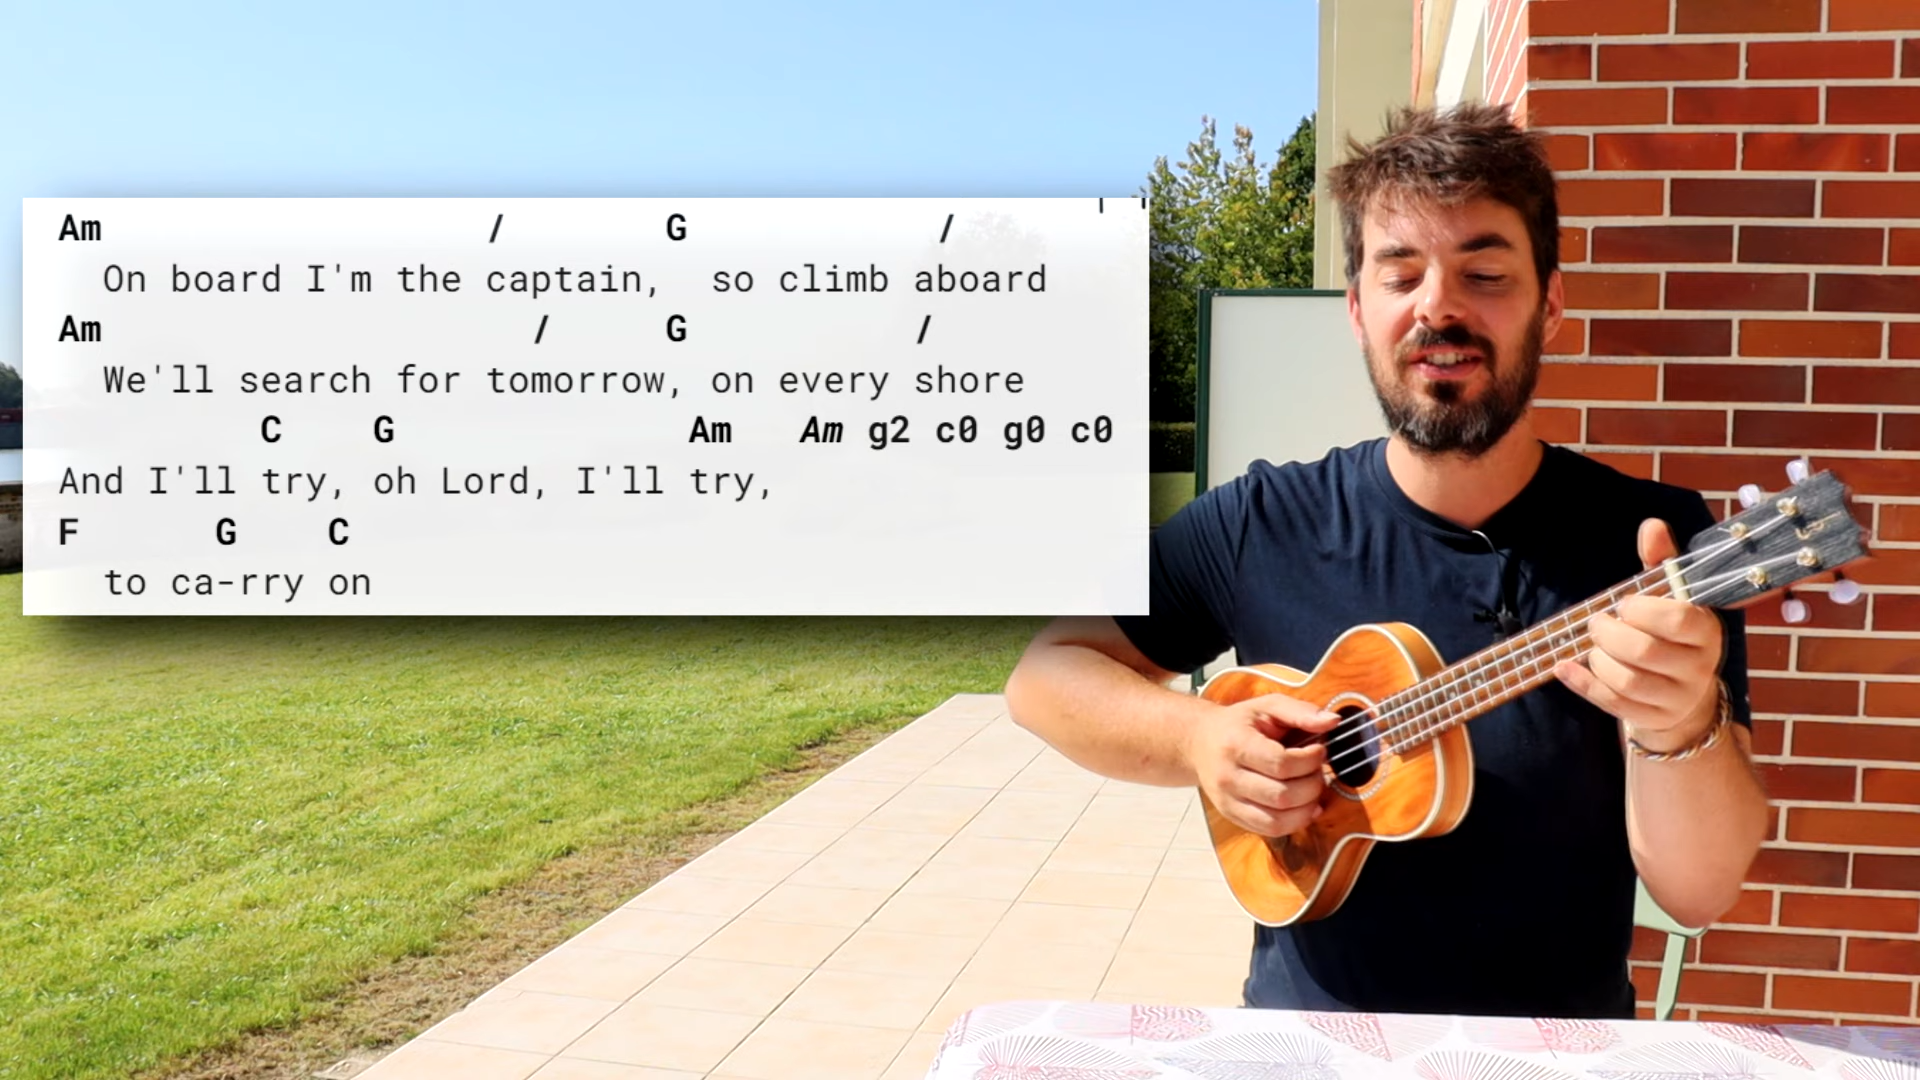 Am / G /
On board I'm the captain, so climb aboard
Am / G /
We'll search for tomorrow, on every shore
C G Am Am g2 c0 g0 c0
And I'll try, oh Lord, I'll try,
F G C
to ca-rry on